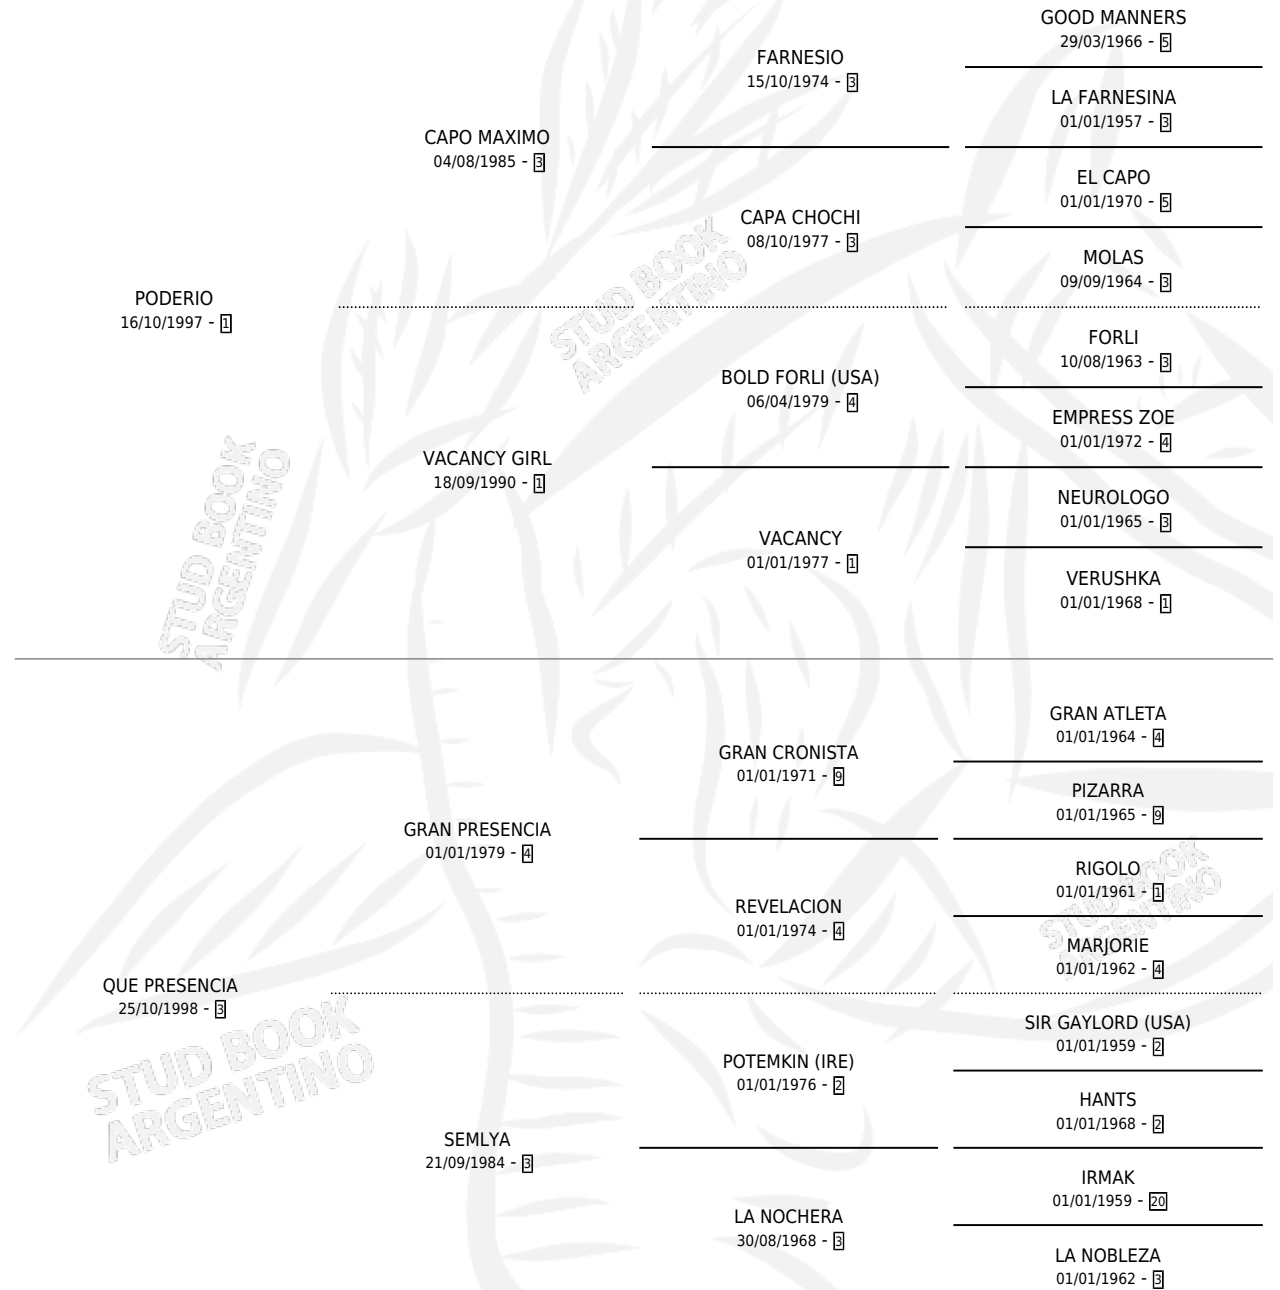 GOOD MANNERS
29/03/1966 - 5
FARNESIO
15/10/1974 - 3
LA FARNESINA
01/01/1957 - 3
CAPO MAXIMO
04/08/1985 - 3
EL CAPO
01/01/1970 - 5
CAPA CHOCHI
08/10/1977 - 3
MOLAS
09/09/1964 - 3
PODERIO
16/10/1997 - 1
FORLI
10/08/1963 - 3
BOLD FORLI (USA)
06/04/1979 - 4
EMPRESS ZOE
01/01/1972 - 4
VACANCY GIRL
18/09/1990 - 1
NEUROLOGO
01/01/1965 - 3
VACANCY
01/01/1977 - 1
VERUSHKA
01/01/1968 - 1
GRAN ATLETA
01/01/1964 - 4
GRAN CRONISTA
01/01/1971 - 9
PIZARRA
01/01/1965 - 9
GRAN PRESENCIA
01/01/1979 - 4
RIGOLO
01/01/1961 - 1
REVELACION
01/01/1974 - 4
MARJORIE
01/01/1962 - 4
QUE PRESENCIA
25/10/1998 - 3
SIR GAYLORD (USA)
01/01/1959 - 2
POTEMKIN (IRE)
01/01/1976 - 2
HANTS
01/01/1968 - 2
SEMLYA
21/09/1984 - 3
IRMAK
01/01/1959 - 20
LA NOCHERA
30/08/1968 - 3
LA NOBLEZA
01/01/1962 - 3
STUD BOOK
ARGENTINO
STUD BOOK
ARGENTINO
STUD BOOK
ARGENTINO
STUD BOOK
ARGENTINO